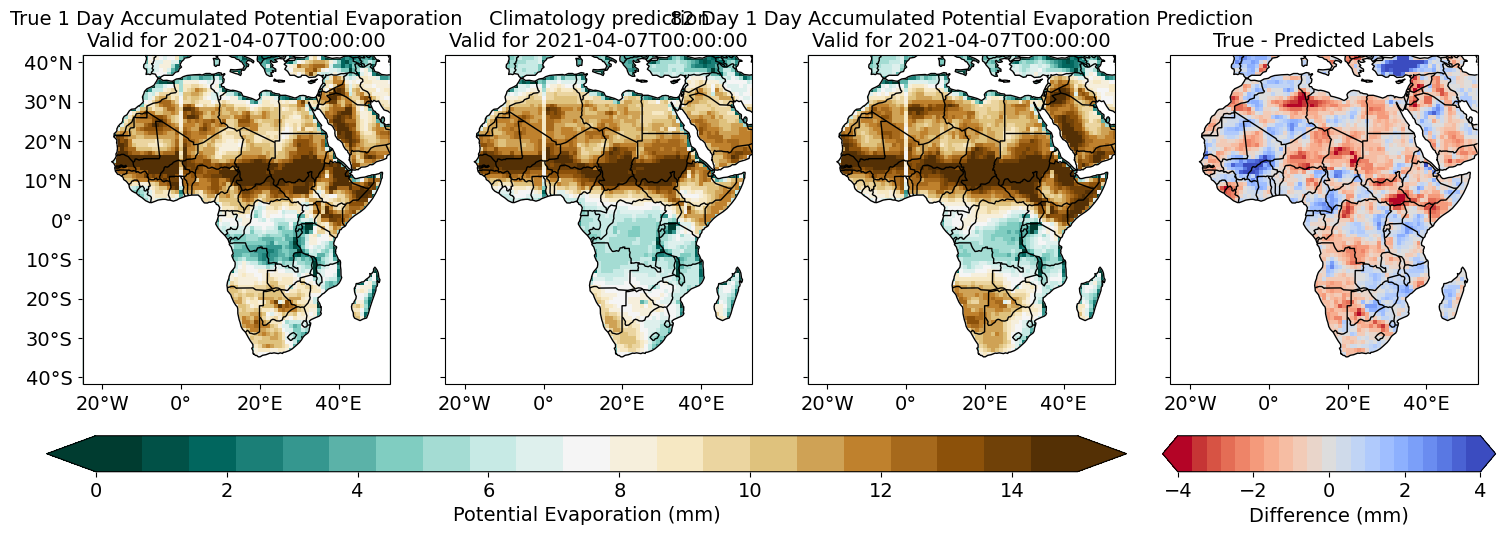 True 1 Day Accumulated Potential Evaporation
Valid for 2021-04-07T00:00:00
Climatology prediction
Valid for 2021-04-07T00:00:00
82 Day 1 Day Accumulated Potential Evaporation Prediction
Valid for 2021-04-07T00:00:00
True - Predicted Labels
40°N
30°N
20°N
10°N
0°
10°S
20°S
30°S
40°S
20°W 0° 20°E 40°E
20°W 0° 20°E 40°E
20°W 0° 20°E 40°E
20°W 0° 20°E 40°E
0 2 4 6 8 10 12 14
Potential Evaporation (mm)
−4 −2 0 2 4
Difference (mm)